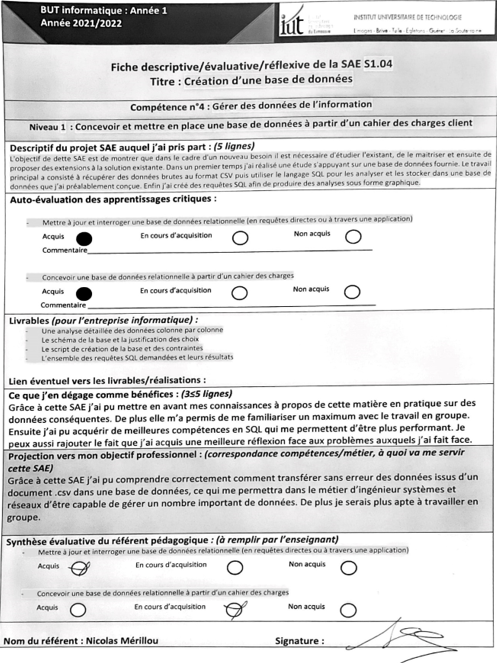 BUT informatique : Année 1
Année 2021/2022
iut
du Limousin
INSTITUT UNIVERSITAIRE DE TECHNOLOGIE
Limoges Brive Tulle Egletons Guéret La Souterraine
Fiche descriptive/évaluative/réflexive de la SAE S1.04
Titre : Création d'une base de données
Compétence n°4 : Gérer des données de l'information
Niveau 1 : Concevoir et mettre en place une base de données à partir d'un cahier des charges client
Descriptif du projet SAE auquel j'ai pris part : (5 lignes)
L'objectif de dette SAE est de montrer que dans le cadre d'un nouveau besoin il est nécessaire d'étudier l'existant, de le maitriser et ensuite de
proposer des extensions à la solution existante. Dans un premier temps j'ai réalisé une étude s'appuyant sur une base de données fournie. Le travail
principal a consisté à récupérer des données brutes au format CSV puis utiliser le langage SQL pour les analyser et les stocker dans une base de
données que j'ai préalablement conçue. Enfin j'ai créé des requêtes SQL afin de produire des analyses sous forme graphique.
Auto-évaluation des apprentissages critiques :
- Mettre à jour et interroger une base de données relationnelle (en requêtes directes ou à travers une application)
Acquis En cours d'acquisition Non acquis
Commentaire
- Concevoir une base de données relationnelle à partir d'un cahier des charges
Acquis En cours d'acquisition Non acquis
Commentaire
Livrables (pour l'entreprise informatique) :
- Une analyse détaillée des données colonne par colonne
- Le schéma de la base et la justification des choix
- Le script de création de la base et des contraintes
- L'ensemble des requêtes SQL demandées et leurs résultats
Lien éventuel vers les livrables/réalisations :
Ce que j'en dégage comme bénéfices : (3≤5 lignes)
Grâce à cette SAE j'ai pu mettre en avant mes connaissances à propos de cette matière en pratique sur des
données conséquentes. De plus elle m'a permis de me familiariser un maximum avec le travail en groupe.
Ensuite j'ai pu acquérir de meilleures compétences en SQL qui me permettent d'être plus performant. Je
peux aussi rajouter le fait que j'ai acquis une meilleure réflexion face aux problèmes auxquels j'ai fait face.
Projection vers mon objectif professionnel : (correspondance compétences/métier, à quoi va me servir
cette SAE)
Grâce à cette SAE j'ai pu comprendre correctement comment transférer sans erreur des données issus d'un
document .csv dans une base de données, ce qui me permettra dans le métier d'ingénieur systèmes et
réseaux d'être capable de gérer un nombre important de données. De plus je serais plus apte à travailler en
groupe.
Synthèse évaluative du référent pédagogique : (à remplir par l'enseignant)
- Mettre à jour et interroger une base de données relationnelle (en requêtes directes ou à travers une application)
Acquis En cours d'acquisition Non acquis
- Concevoir une base de données relationnelle à partir d'un cahier des charges
Acquis En cours d'acquisition Non acquis
Nom du référent : Nicolas Mérillou Signature :